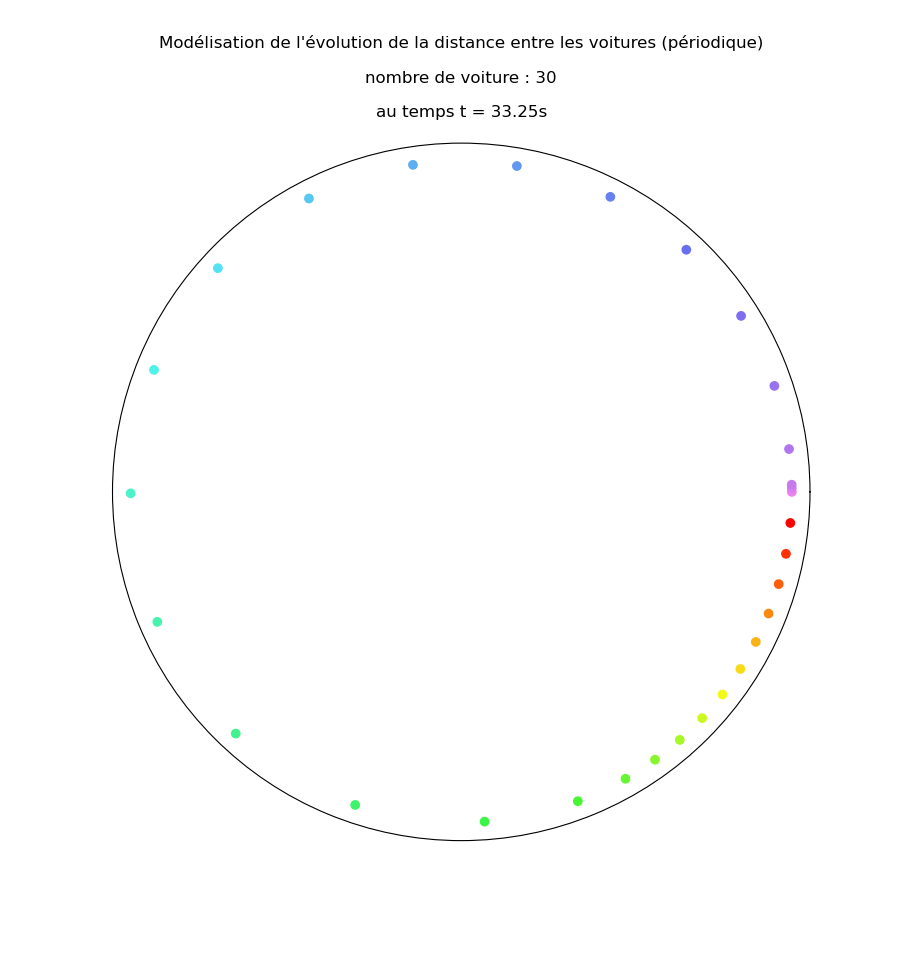 Modélisation de l'évolution de la distance entre les voitures (périodique)
nombre de voiture : 30
au temps t = 33.25s